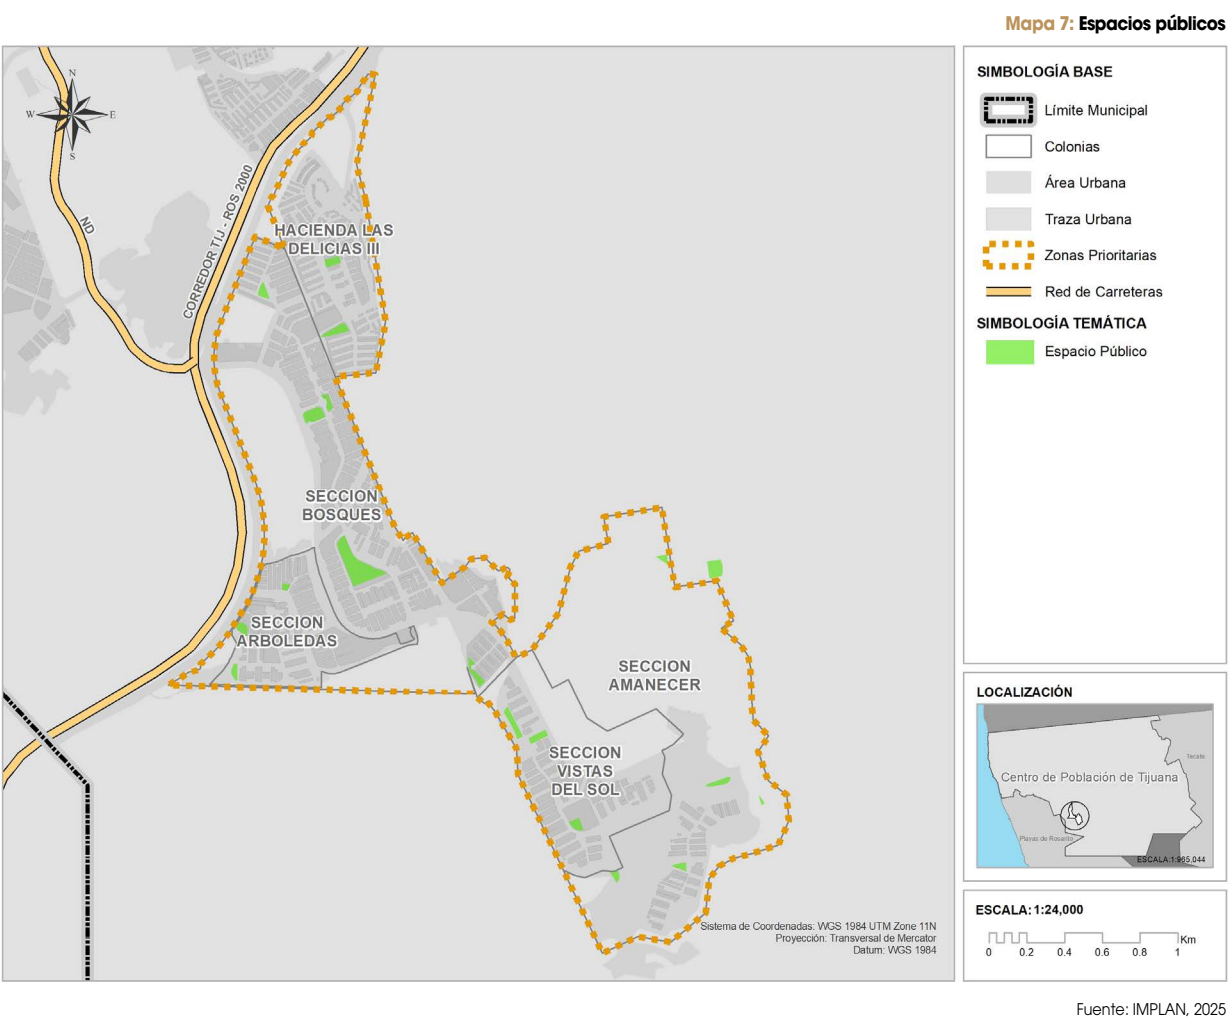 Mapa 7: Espacios públicos
N
W
E
S
ND
CORREDOR TIJ - ROS 2000
HACIENDA LAS
DELICIAS III
SECCION
BOSQUES
SECCION
ARBOLEDAS
SECCION
AMANECER
SECCION
VISTAS
DEL SOL
Sistema de Coordenadas: WGS 1984 UTM Zone 11N
Proyección: Transversal de Mercator
Datum: WGS 1984
SIMBOLOGÍA BASE
Límite Municipal
Colonias
Área Urbana
Traza Urbana
Zonas Prioritarias
Red de Carreteras
SIMBOLOGÍA TEMÁTICA
Espacio Público
LOCALIZACIÓN
Tecate
Centro de Población de Tijuana
Playas de Rosarito
ESCALA:1:965,044
ESCALA: 1:24,000
Km
0 0.2 0.4 0.6 0.8 1
Fuente: IMPLAN, 2025